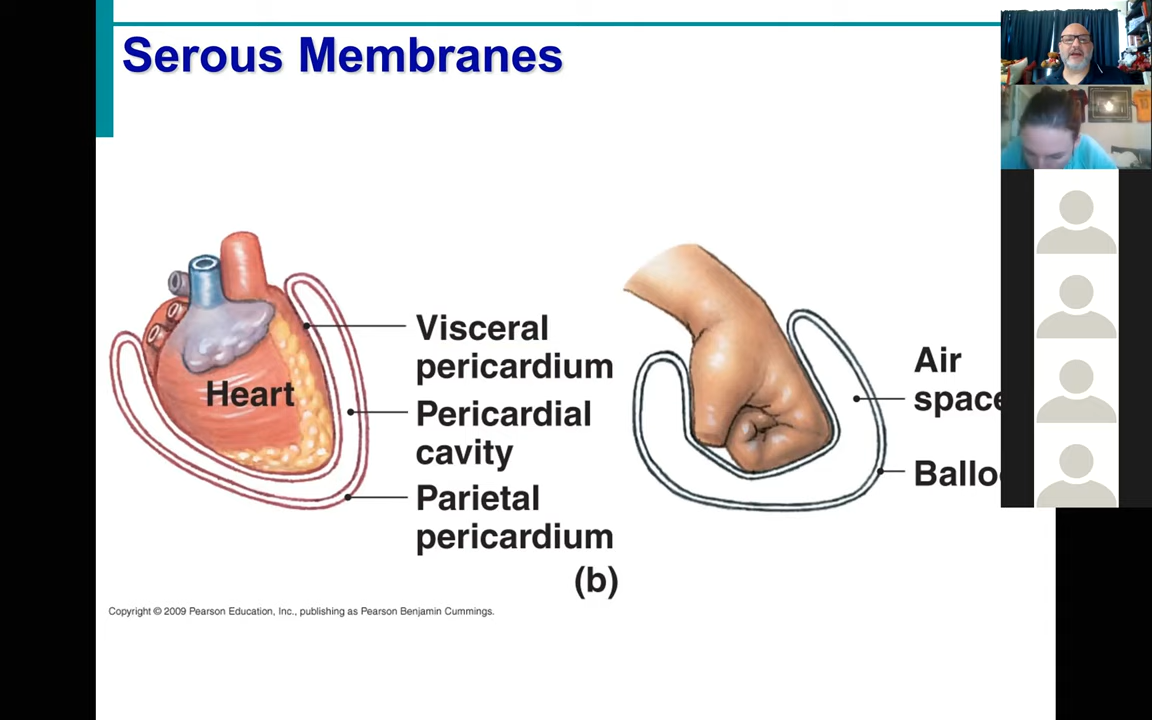 Serous Membranes
Heart
Visceral
pericardium
Pericardial
cavity
Parietal
pericardium
Air
space
(b)
Copyright © 2009 Pearson Education, Inc., publishing as Pearson Benjamin Cummings.